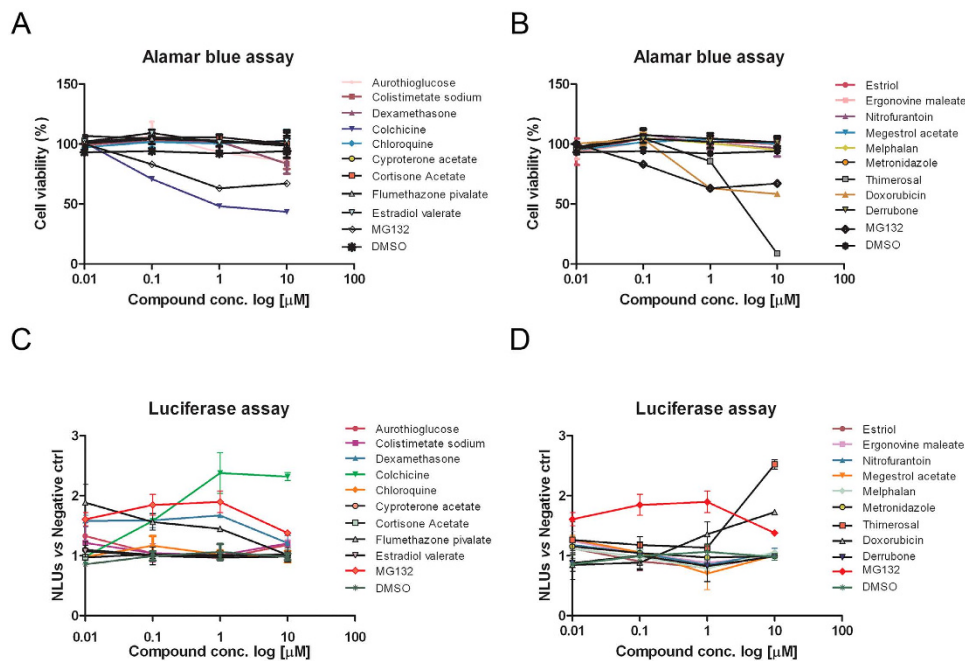 A
Alamar blue assay
Cell viability (%)
150
100
50
0
0.01
0.1
1
10
100
Compound conc. log [µM]
Aurothioglucose
Colistimetate sodium
Dexamethasone
Colchicine
Chloroquine
Cyproterone acetate
Cortisone Acetate
Flumethazone pivalate
Estradiol valerate
MG132
DMSO
B
Alamar blue assay
Cell viability (%)
150
100
50
0
0.01
0.1
1
10
100
Compound conc. log [µM]
Estriol
Ergonovine maleate
Nitrofurantoin
Megestrol acetate
Melphalan
Metronidazole
Thimerosal
Doxorubicin
Derrubone
MG132
DMSO
C
Luciferase assay
NLUs vs Negative ctrl
3
2
1
0
0.01
0.1
1
10
100
Compound conc. log [µM]
Aurothioglucose
Colistimetate sodium
Dexamethasone
Colchicine
Chloroquine
Cyproterone acetate
Cortisone Acetate
Flumethazone pivalate
Estradiol valerate
MG132
DMSO
D
Luciferase assay
NLUs vs Negative ctrl
3
2
1
0
0.01
0.1
1
10
100
Compound conc. log [µM]
Estriol
Ergonovine maleate
Nitrofurantoin
Megestrol acetate
Melphalan
Metronidazole
Thimerosal
Doxorubicin
Derrubone
MG132
DMSO